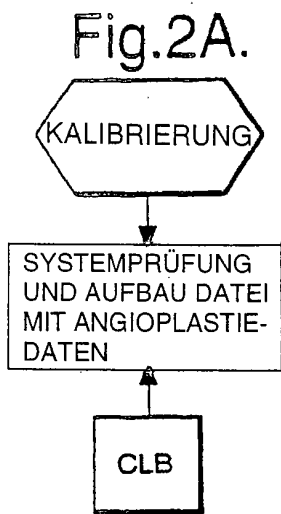 Fig.2A.
KALIBRIERUNG
SYSTEMPRÜFUNG
UND AUFBAU DATEI
MIT ANGIOPLASTIE-
DATEN
CLB